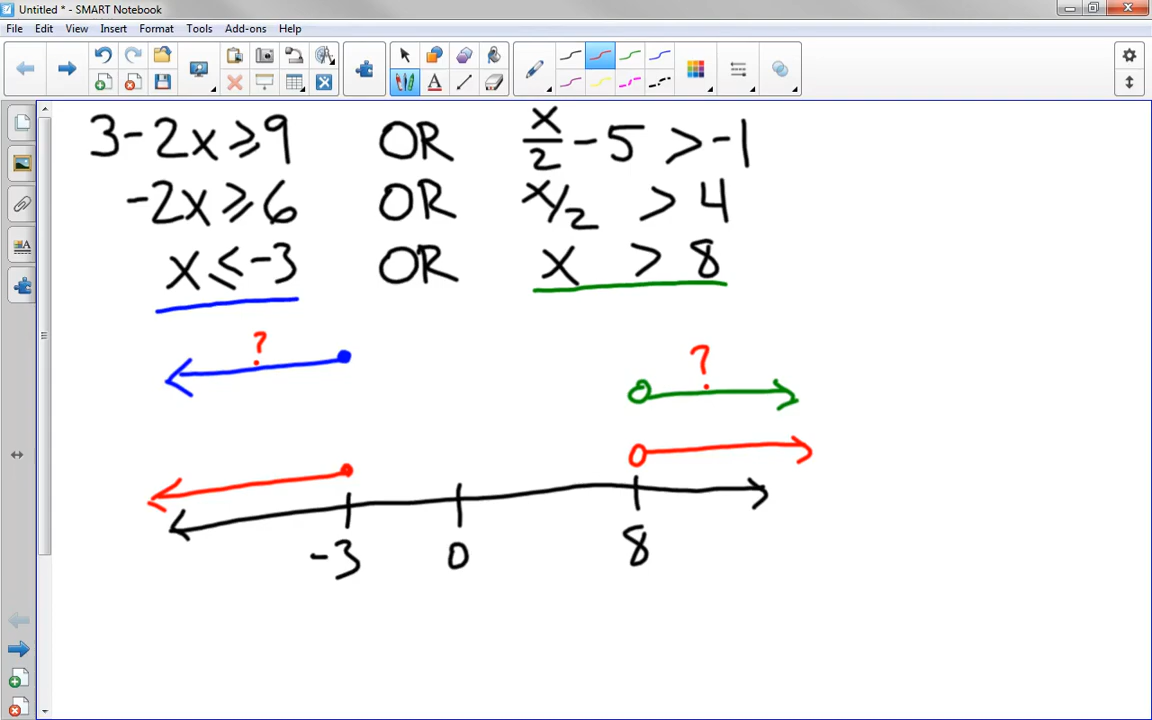 Untitled * - SMART Notebook
File Edit View Insert Format Tools Add-ons Help
3-2x≥9 OR x/2 -5 >-1
-2x≥6 OR x/2 > 4
x≤-3 OR x > 8
?
?
-3 0 8